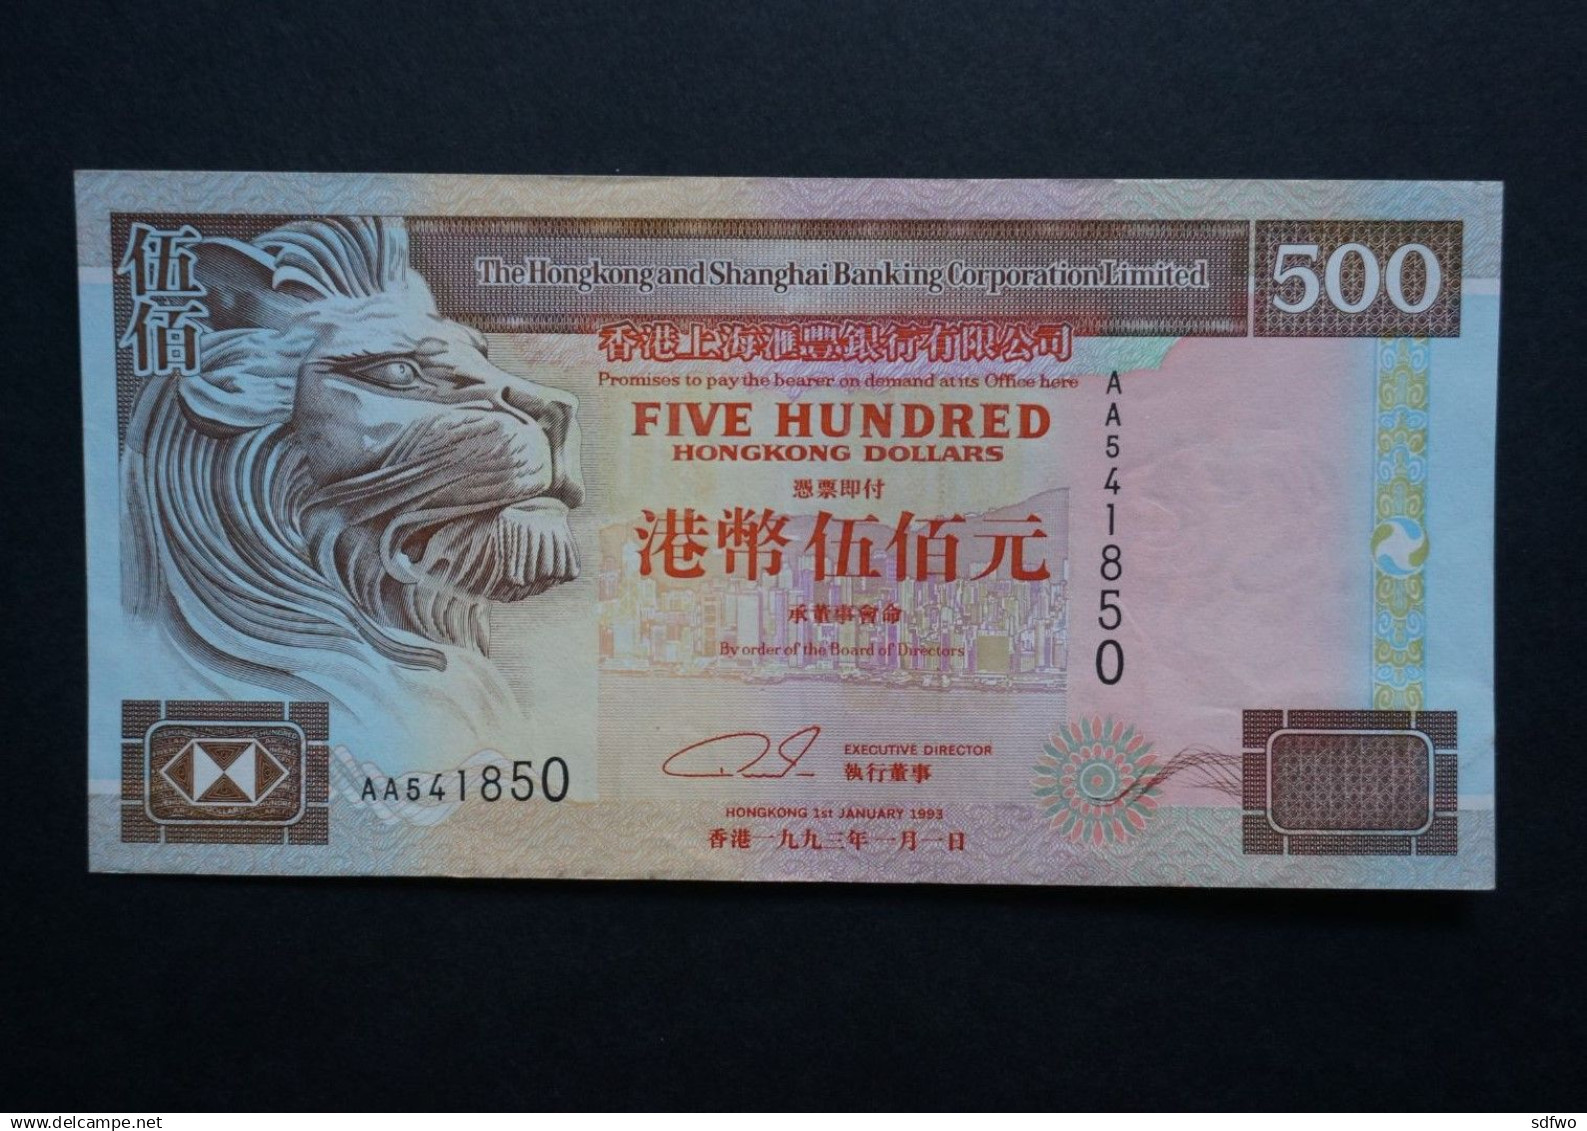 伍佰
The Hongkong and Shanghai Banking Corporation Limited
500
香港上海滙豐銀行有限公司
Promises to pay the bearer on demand at its Office here
FIVE HUNDRED
HONGKONG DOLLARS
憑票即付
港幣伍佰元
承董事會命
By order of the Board of Directors
AA541850
EXECUTIVE DIRECTOR
執行董事
AA541850
HONGKONG 1st JANUARY 1993
香港一九九三年一月一日
www.delcampe.net
sdfwo